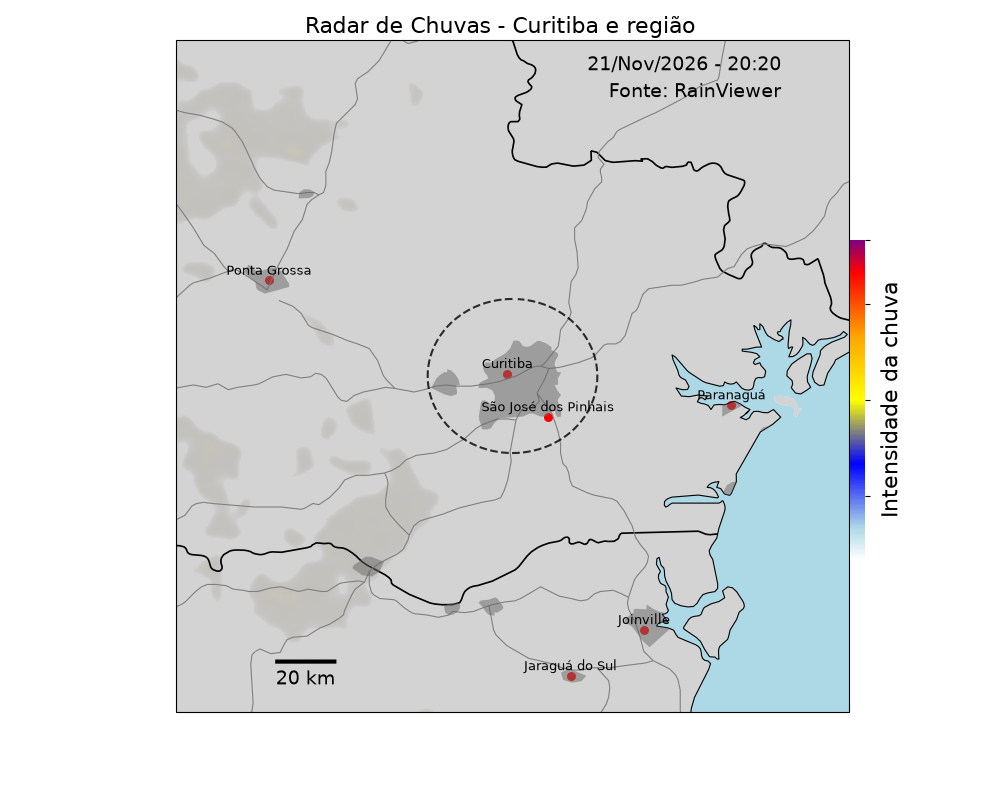 Radar de Chuvas - Curitiba e região
21/Nov/2026 - 20:20
Fonte: RainViewer
Ponta Grossa
Curitiba
São José dos Pinhais
Paranaguá
Intensidade da chuva
Joinville
Jaraguá do Sul
20 km